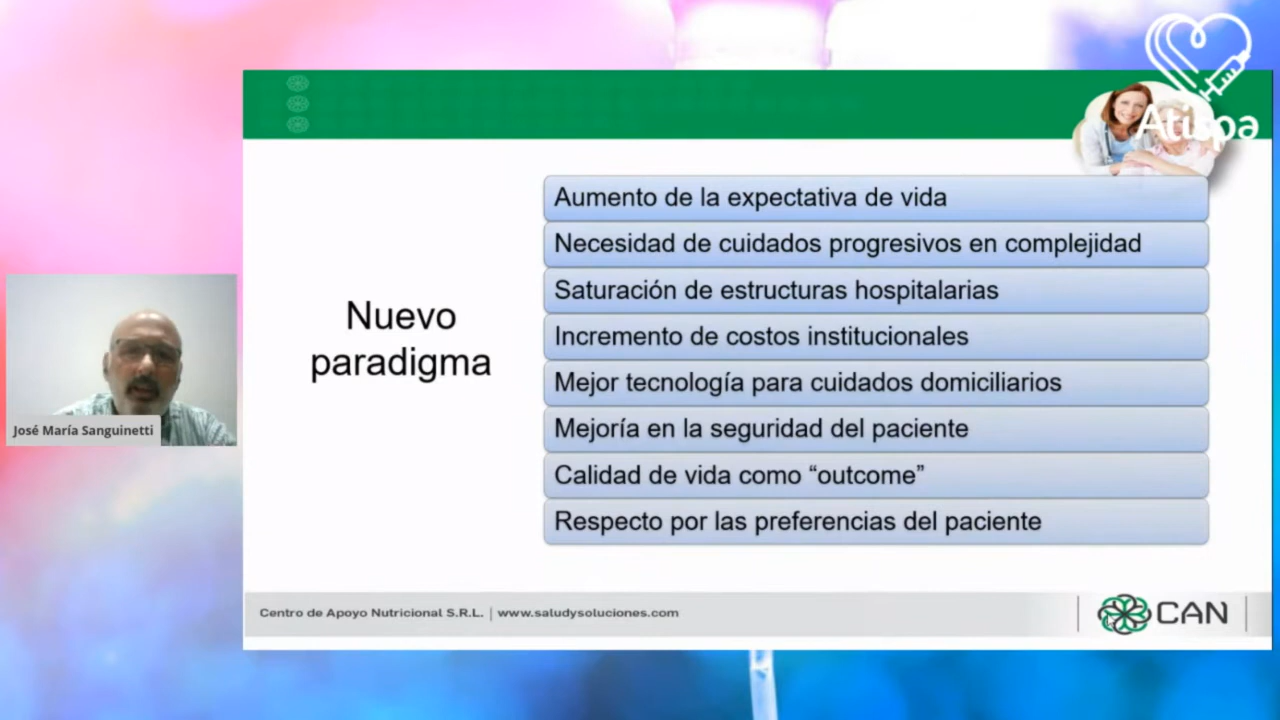 Atispa
Aumento de la expectativa de vida
Necesidad de cuidados progresivos en complejidad
Saturación de estructuras hospitalarias
Nuevo
paradigma
Incremento de costos institucionales
Mejor tecnología para cuidados domiciliarios
Mejoría en la seguridad del paciente
Calidad de vida como “outcome”
Respecto por las preferencias del paciente
José María Sanguinetti
Centro de Apoyo Nutricional S.R.L. | www.saludysoluciones.com
CAN